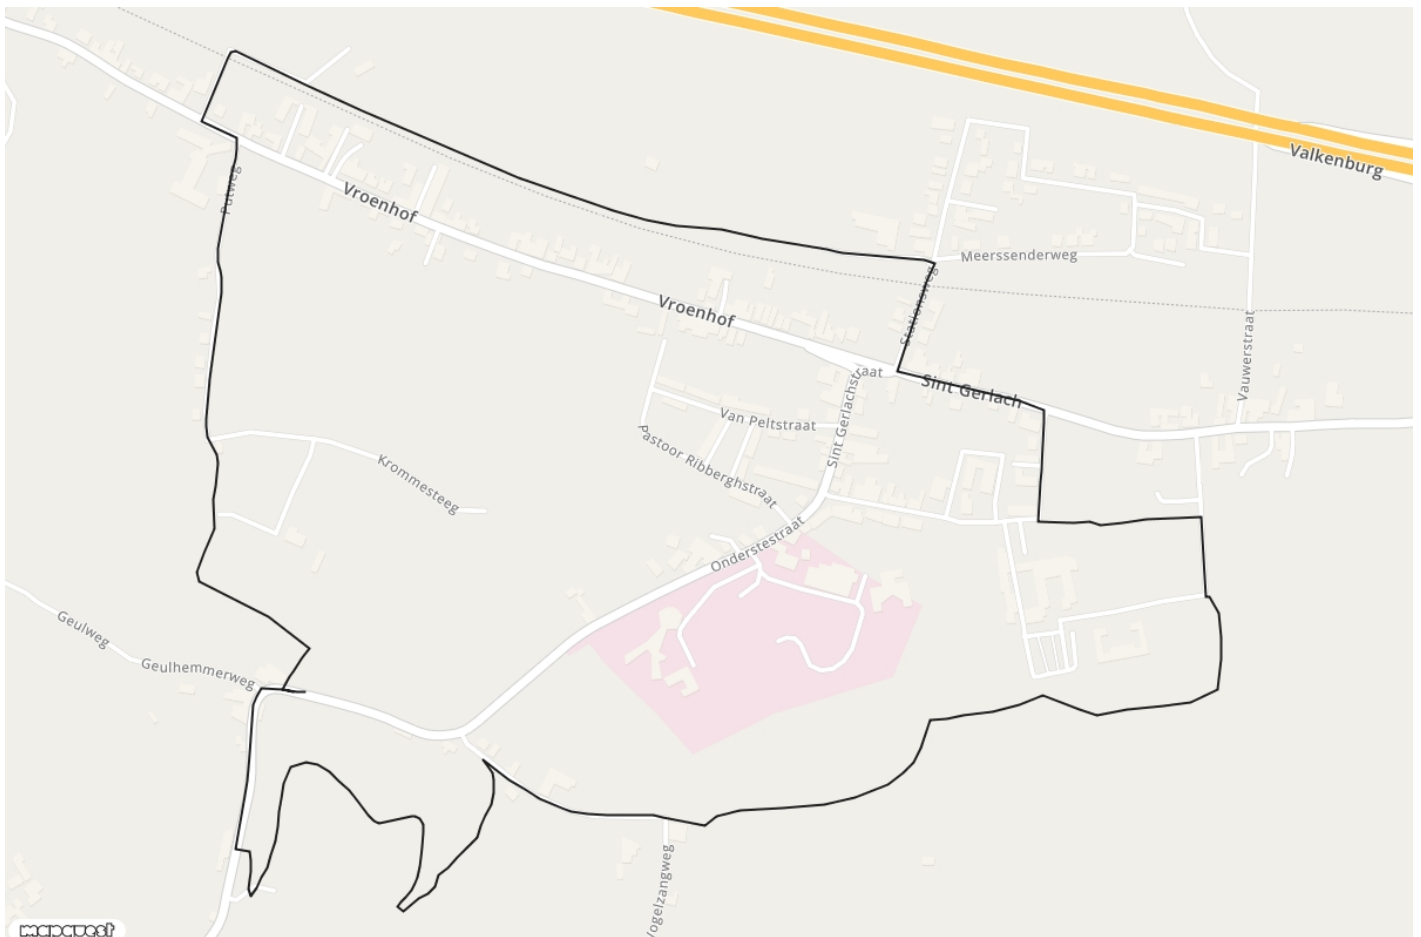 Valkenburg
Putweg
Vroenhof
Meerssenderweg
Stationsweg
Vroenhof
Vauwerstraat
Sint Gerlachstraat
Sint Gerlach
Van Peltstraat
Pastoor Ribberghstraat
Krommesteeg
Onderstestraat
Geulweg
Geulhemmerweg
Vogelzangweg
mapquest